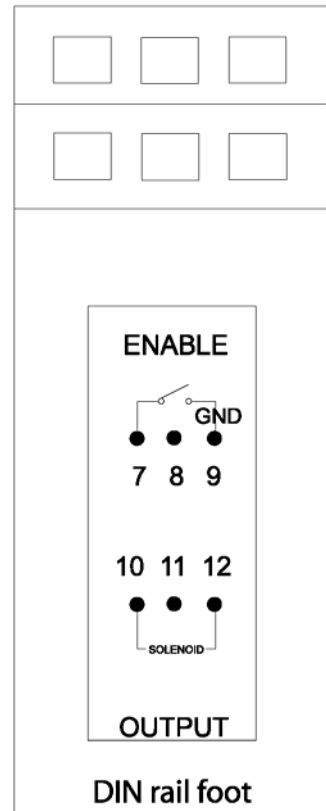 ENABLE
GND
7 8 9
10 11 12
SOLENOID
OUTPUT
DIN rail foot